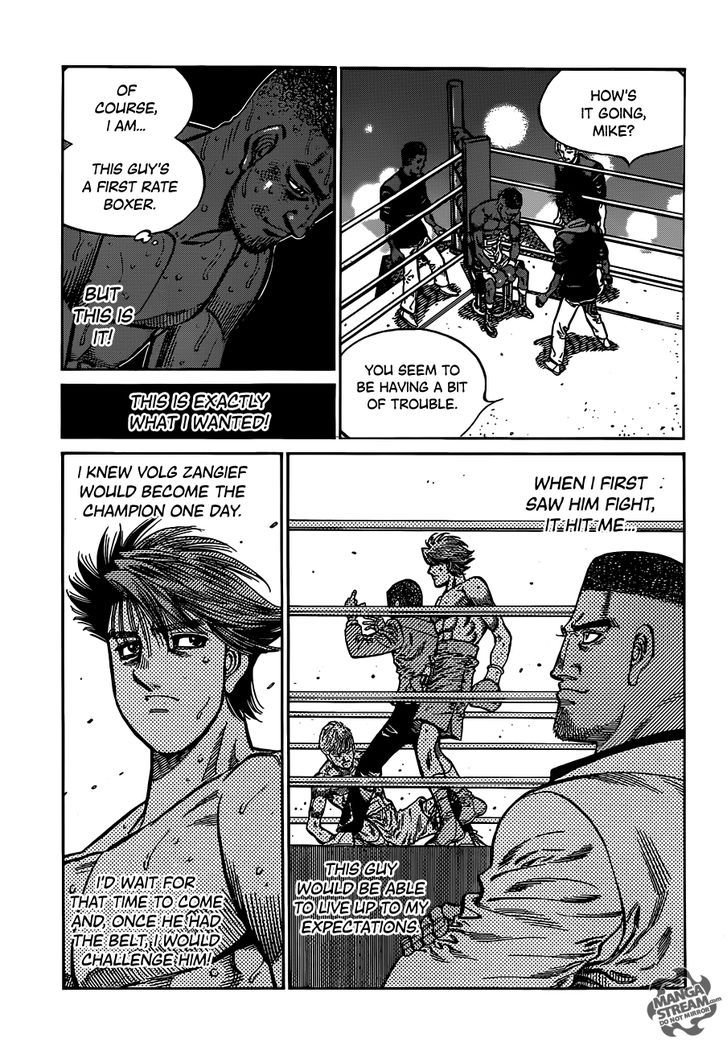 HOW'S
IT GOING,
MIKE?
YOU SEEM TO
BE HAVING A BIT
OF TROUBLE.
OF
COURSE,
I AM...
THIS GUY'S
A FIRST RATE
BOXER.
BUT
THIS IS
IT!
THIS IS EXACTLY
WHAT I WANTED!
WHEN I FIRST
SAW HIM FIGHT,
IT HIT ME...
THIS GUY
WOULD BE ABLE
TO LIVE UP TO MY
EXPECTATIONS.
I KNEW VOLG ZANGIEF
WOULD BECOME THE
CHAMPION ONE DAY.
I'D WAIT FOR
THAT TIME TO COME
AND, ONCE HE HAD
THE BELT, I WOULD
CHALLENGE HIM!
MANGA
STREAM.COM
DO NOT MIRROR